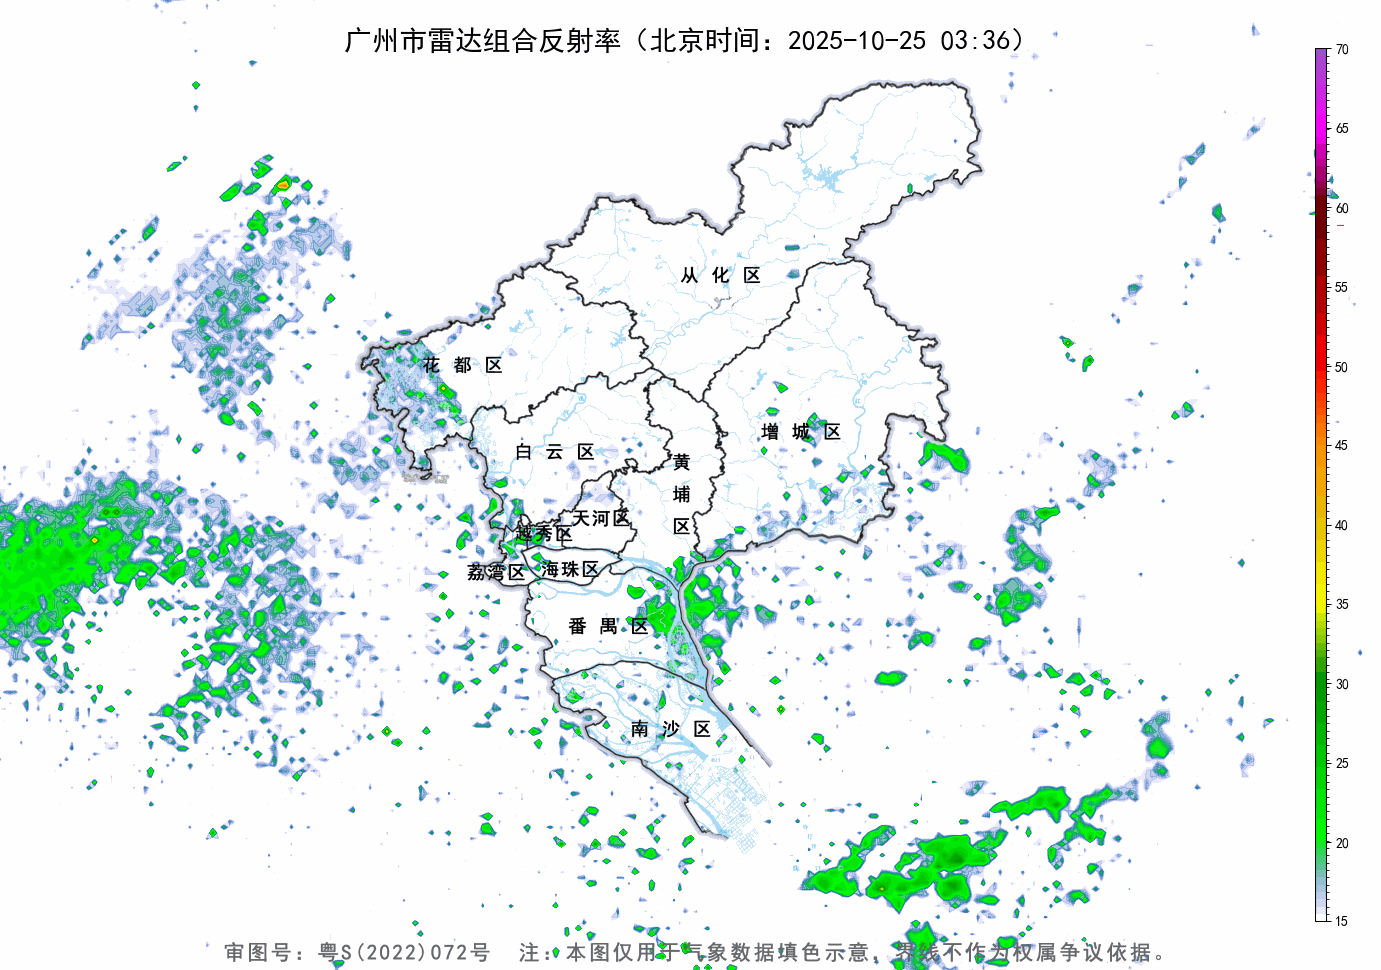 广州市雷达组合反射率（北京时间：2025-10-25 03:36）
70
65
60
55
50
45
40
35
30
25
20
15
从化区
花都区
增城区
白云区
黄埔区
天河区
越秀区
海珠区
荔湾区
番禺区
南沙区
审图号：粤S(2022)072号 注：本图仅用于气象数据填色示意，界线不作为权属争议依据。